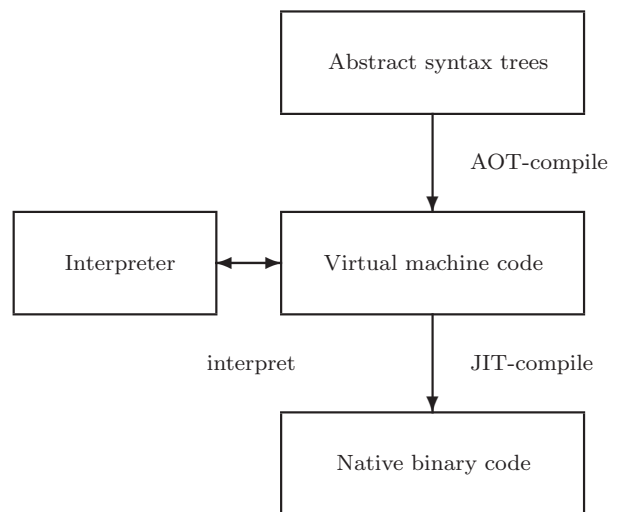 Abstract syntax trees
AOT-compile
Interpreter
Virtual machine code
interpret
JIT-compile
Native binary code